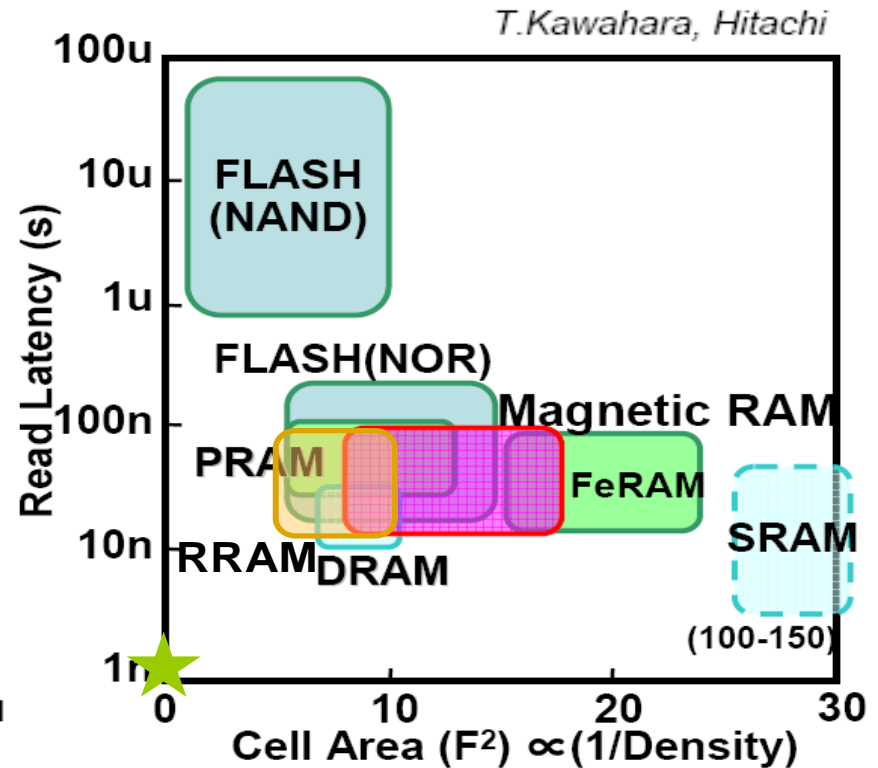 T.Kawahara, Hitachi
100u
10u
1u
100n
10n
1n
Read Latency (s)
FLASH
(NAND)
FLASH(NOR)
Magnetic RAM
PRAM
FeRAM
SRAM
RRAM
DRAM
(100-150)
0
10
20
30
Cell Area (F²) ∝(1/Density)